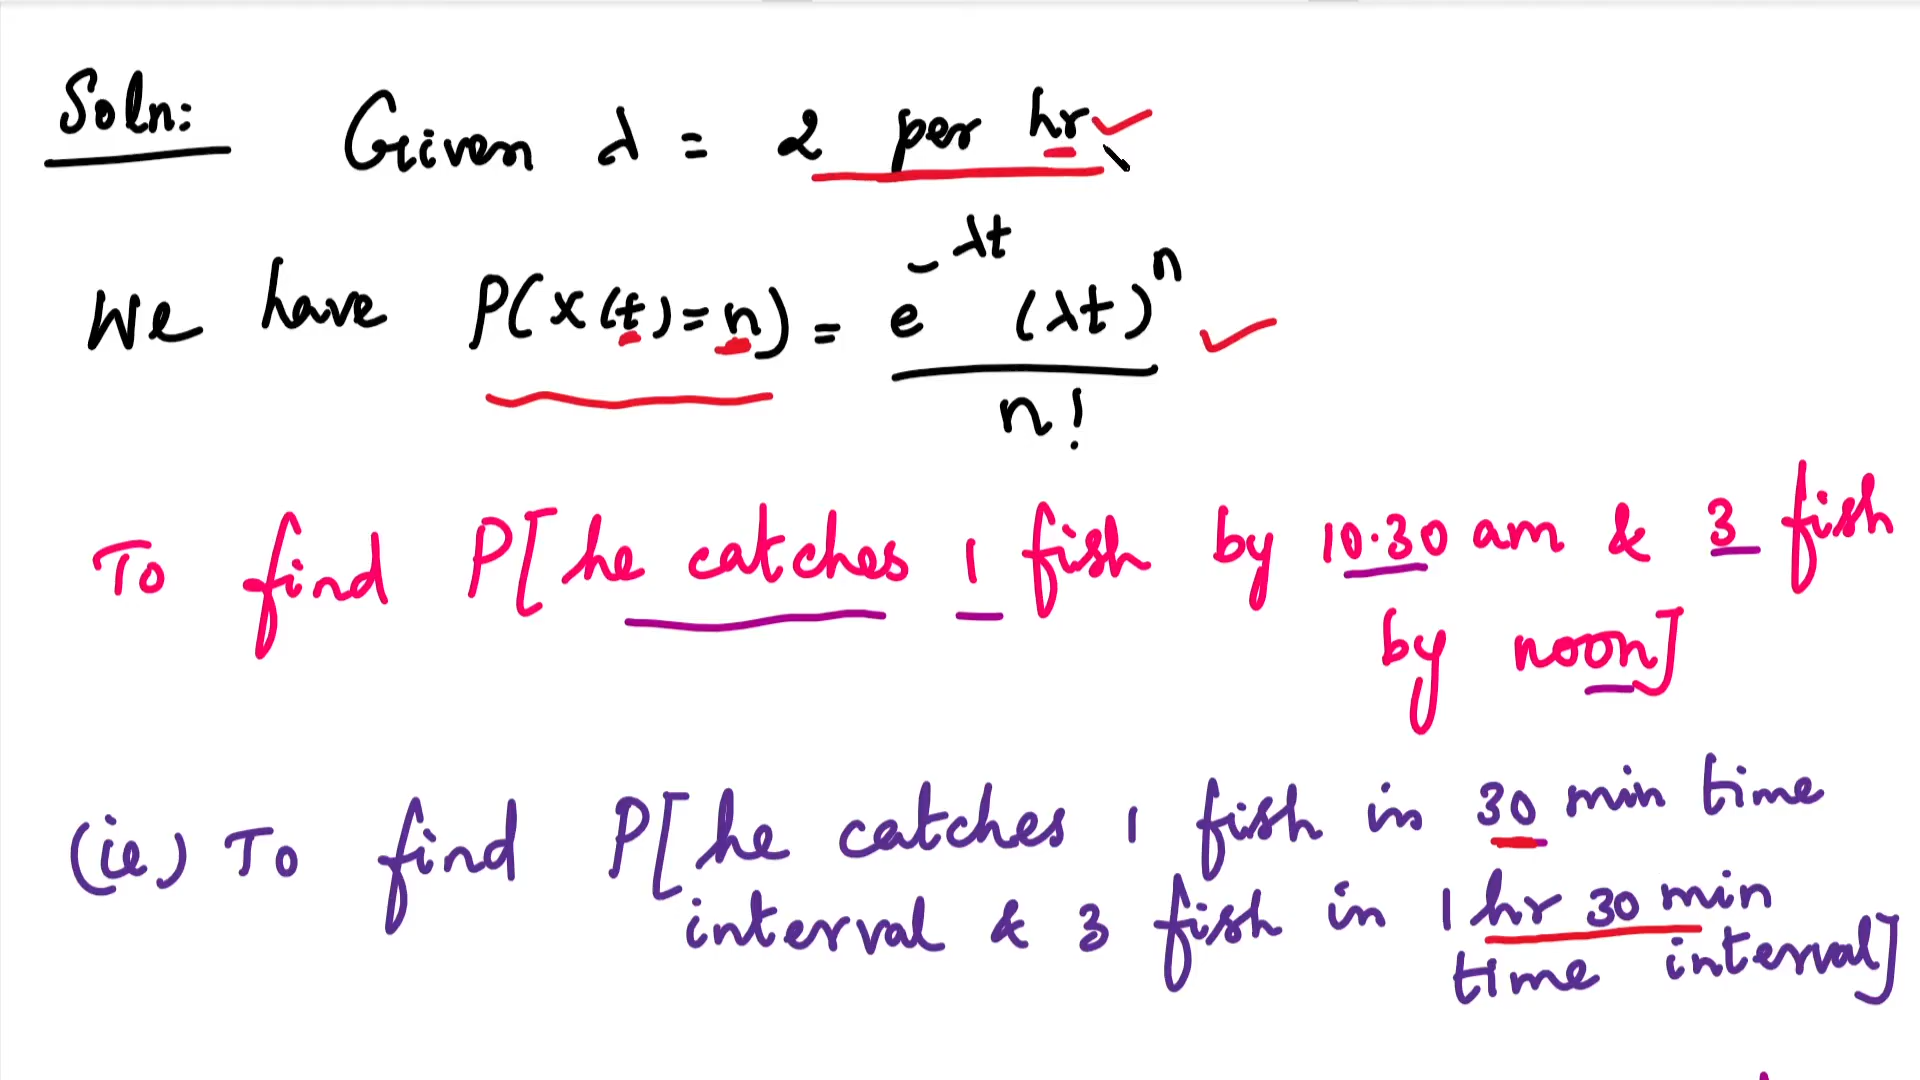 Soln: Given λ = 2 per hr
We have P(X(t)=n) = e^{-λt} (λt)^n / n!
To find P[he catches 1 fish by 10.30 am & 3 fish
by noon]
(ie) To find P[he catches 1 fish in 30 min time
interval & 3 fish in 1 hr 30 min
time interval]